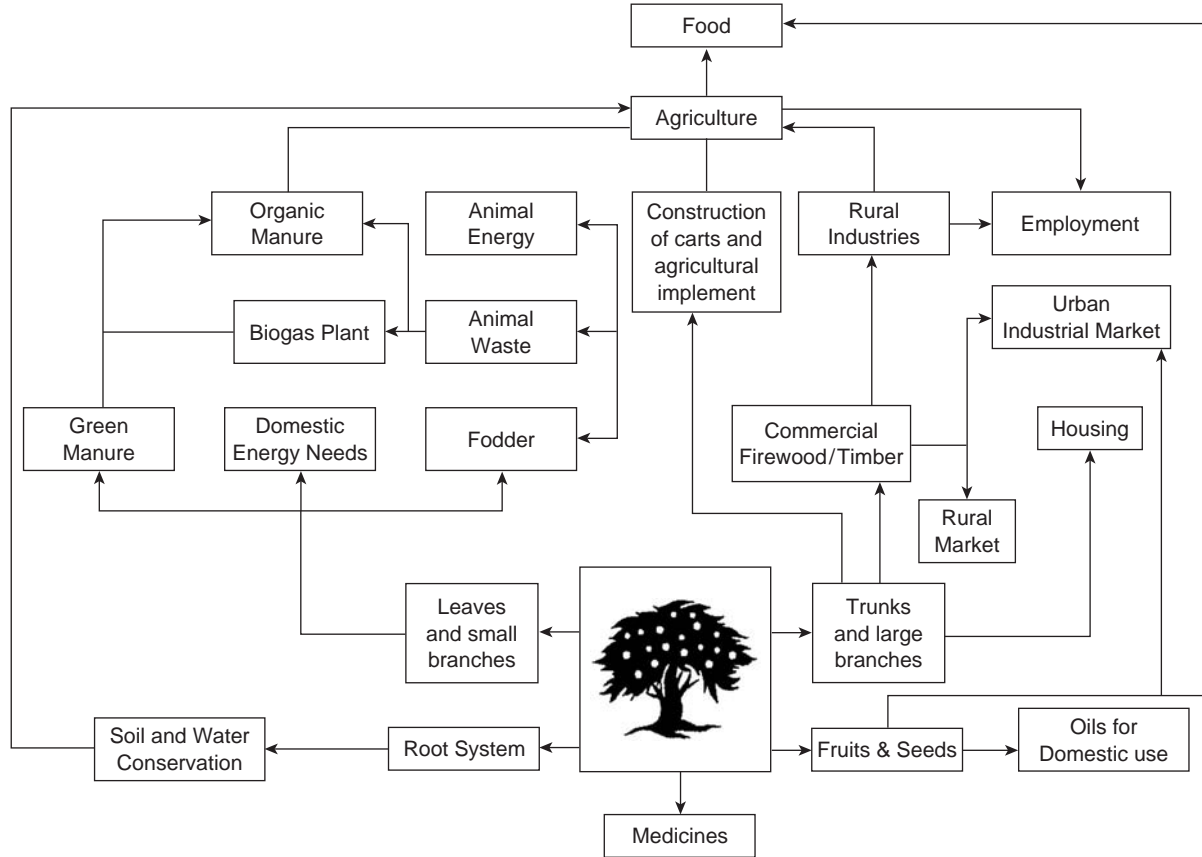 Food
Agriculture
Organic
Manure
Animal
Energy
Construction
of carts and
agricultural
implement
Rural
Industries
Employment
Biogas Plant
Animal
Waste
Urban
Industrial Market
Green
Manure
Domestic
Energy Needs
Fodder
Commercial
Firewood/Timber
Housing
Rural
Market
Leaves
and small
branches
Trunks
and large
branches
Soil and Water
Conservation
Root System
Fruits & Seeds
Oils for
Domestic use
Medicines